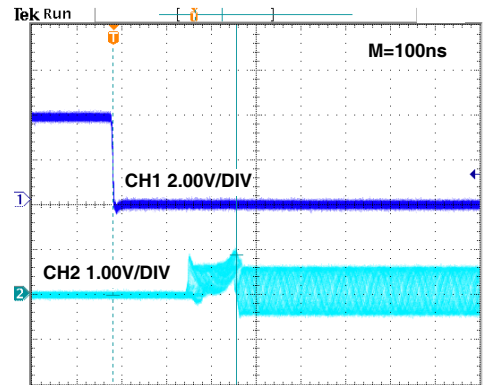 Tek Run
T
T
M=100ns
CH1 2.00V/DIV
1
CH2 1.00V/DIV
2